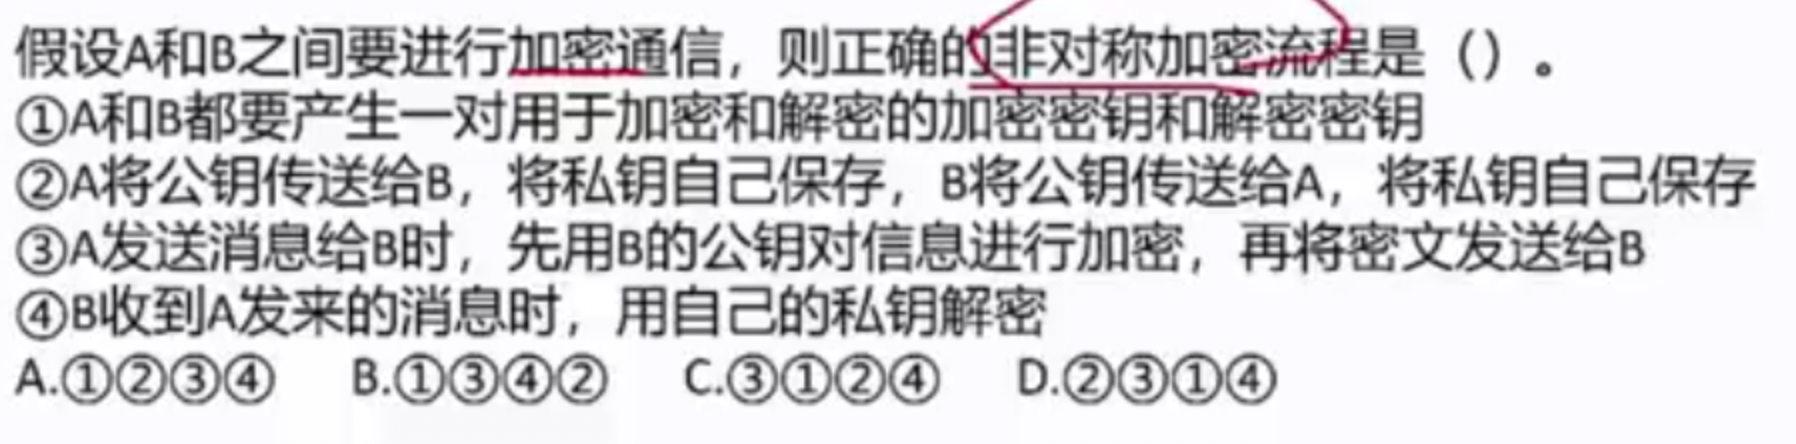 假设A和B之间要进行加密通信，则正确的非对称加密流程是（）。
①A和B都要产生一对用于加密和解密的加密密钥和解密密钥
②A将公钥传送给B，将私钥自己保存，B将公钥传送给A，将私钥自己保存
③A发送消息给B时，先用B的公钥对信息进行加密，再将密文发送给B
④B收到A发来的消息时，用自己的私钥解密
A.①②③④ B.①③④② C.③①②④ D.②③①④